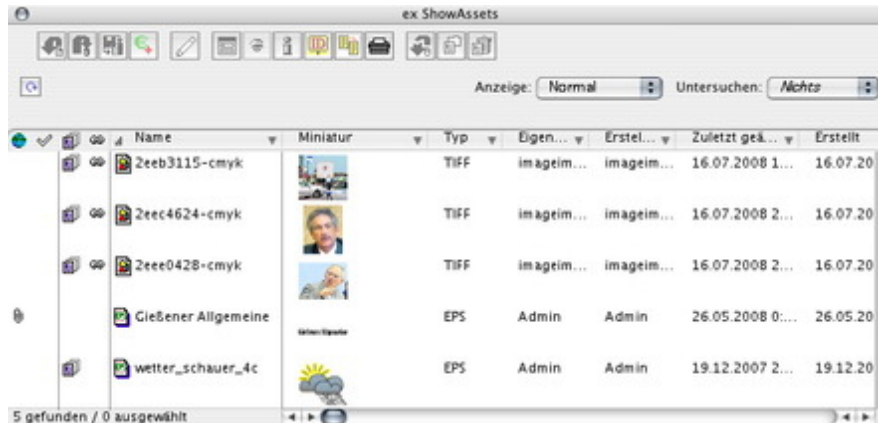 ex ShowAssets
Anzeige: Normal Untersuchen: Nichts
Name Miniatur Typ Eigen... Erstel... Zuletzt geä... Erstellt
2eeb3115-cmyk TIFF imageim... imageim... 16.07.2008 1... 16.07.20
2eec4624-cmyk TIFF imageim... imageim... 16.07.2008 2... 16.07.20
2eee0428-cmyk TIFF imageim... imageim... 16.07.2008 2... 16.07.20
Gießener Allgemeine EPS Admin Admin 26.05.2008 0:... 26.05.20
wetter_schauer_4c EPS Admin Admin 19.12.2007 2... 19.12.20
5 gefunden / 0 ausgewählt